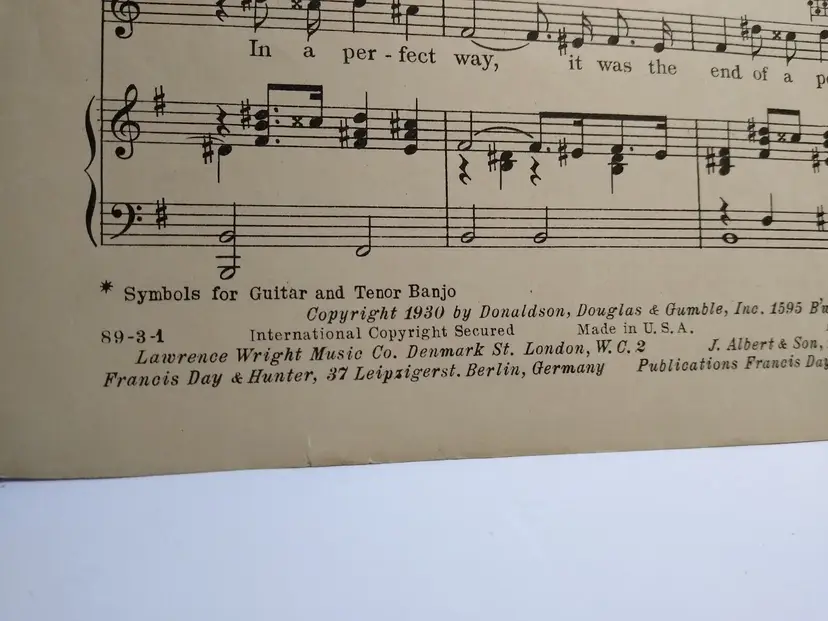 In a per - fect way, it was the end of a
* Symbols for Guitar and Tenor Banjo
Copyright 1930 by Donaldson, Douglas & Gumble, Inc. 1595
89-3-1 International Copyright Secured Made in U.S.A.
Lawrence Wright Music Co. Denmark St. London, W.C.2 J. Albert & Son,
Francis Day & Hunter, 37 Leipzigerst. Berlin, Germany Publications Francis Day